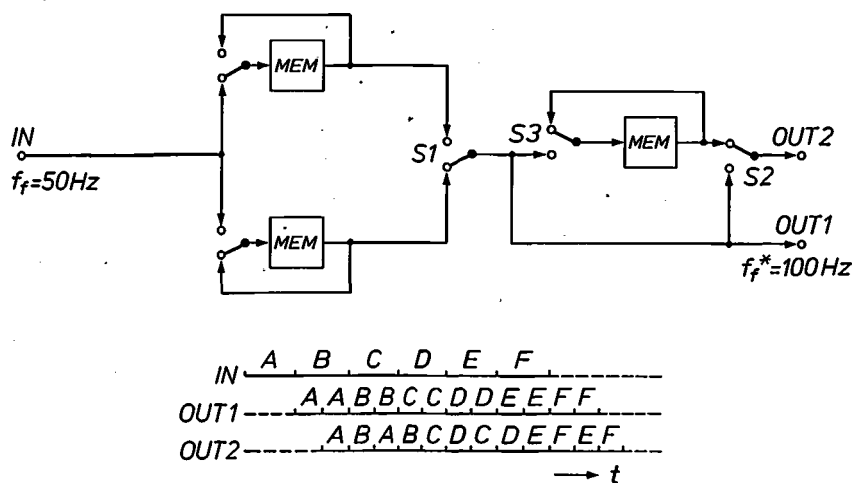 MEM
IN
f_f=50Hz
S1
S3
MEM
OUT2
S2
MEM
OUT1
f_f*=100Hz
IN A B C D E F
OUT1 A A B B C C D D E E F F
OUT2 A B A B C D C D E F E F
t